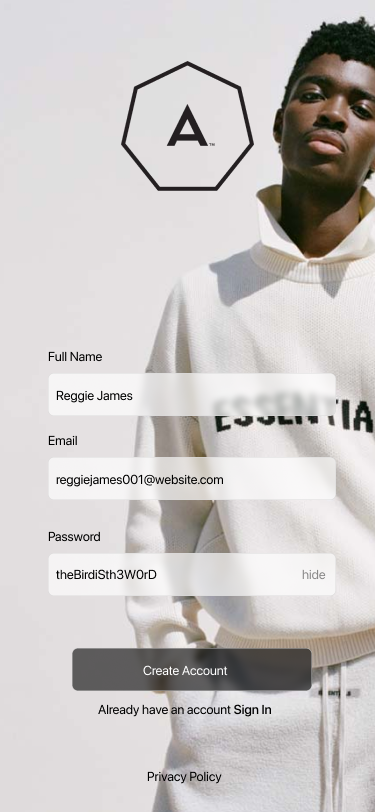 A™
Full Name
Reggie James
ESSENTIA
Email
reggiejames001@website.com
Password
theBirdiSth3W0rD
hide
Create Account
Already have an account Sign In
Privacy Policy